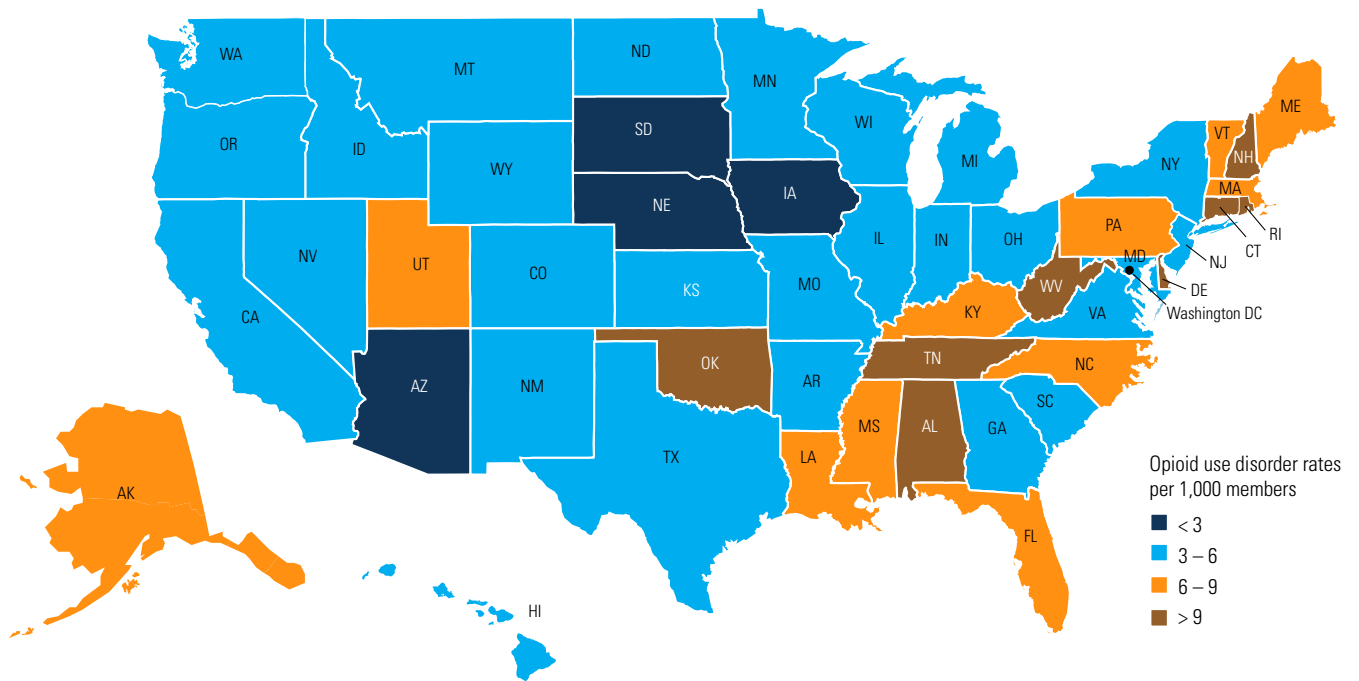 WA
MT
ND
MN
OR
ID
WY
SD
WI
MI
NY
VT
NH
ME
MA
RI
CT
NE
IA
PA
NJ
NV
UT
CO
KS
MO
IL
IN
OH
MD
DE
Washington DC
WV
VA
KY
CA
AZ
NM
OK
AR
TN
NC
SC
TX
LA
MS
AL
GA
FL
AK
HI
Opioid use disorder rates
per 1,000 members
< 3
3 – 6
6 – 9
> 9